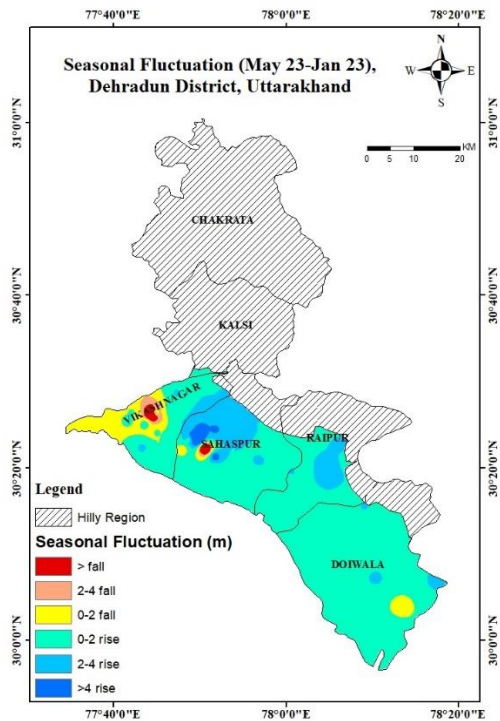 77°40'0"E
78°0'0"E
78°20'0"E
Seasonal Fluctuation (May 23-Jan 23),
Dehradun District, Uttarakhand
N
W
E
S
KM
0 5 10 20
31°0'0"N
31°0'0"N
30°40'0"N
30°40'0"N
30°20'0"N
30°20'0"N
30°0'0"N
30°0'0"N
CHAKRATA
KALSI
VIKASHNAGAR
SAHASPUR
RAIPUR
DOIWALA
Legend
Hilly Region
Seasonal Fluctuation (m)
> fall
2-4 fall
0-2 fall
0-2 rise
2-4 rise
>4 rise
77°40'0"E
78°0'0"E
78°20'0"E